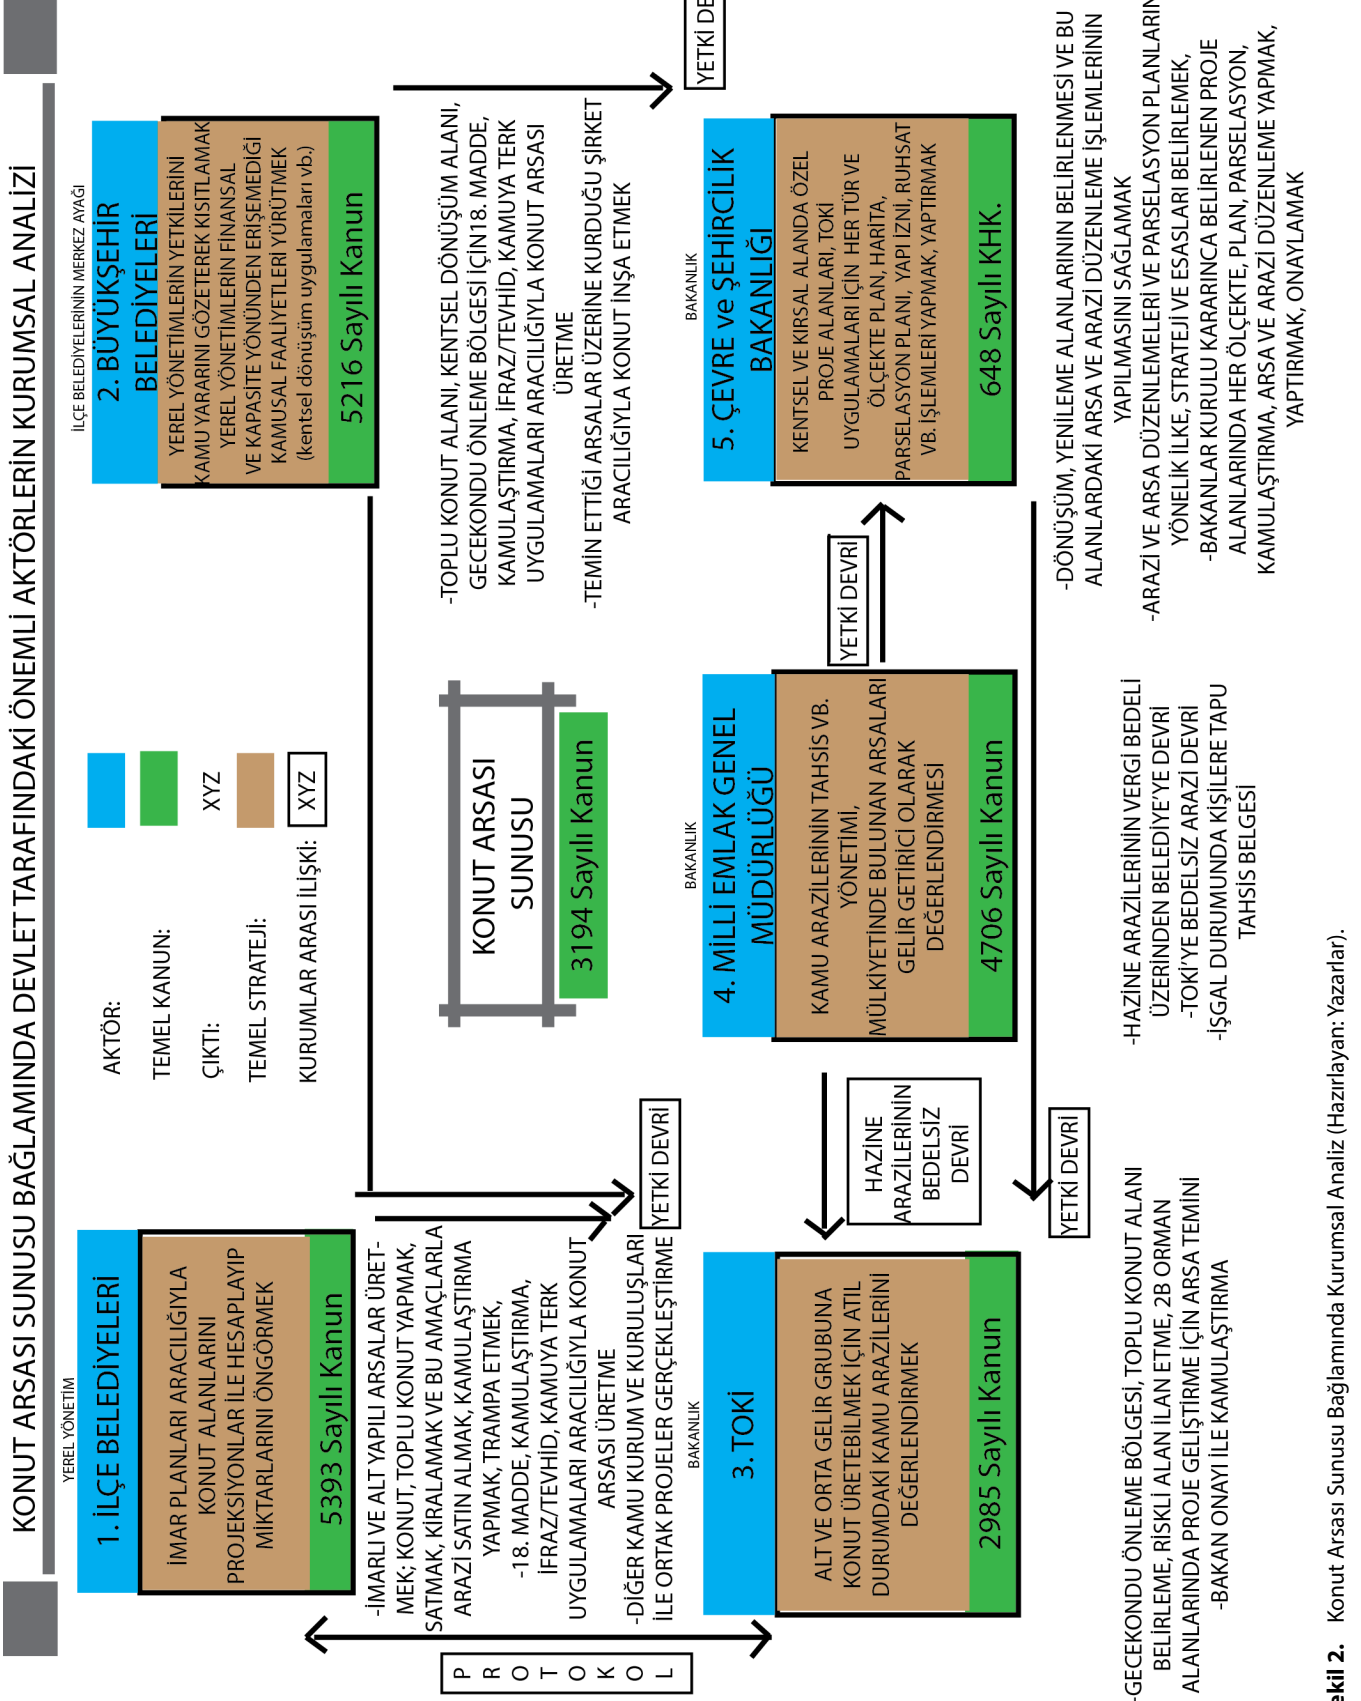 KONUT ARSASI SUNUSU BAĞLAMINDA DEVLET TARAFINDAKİ ÖNEMLİ AKTÖRLERİN KURUMSAL ANALİZİ
YEREL YÖNETİM
1. İLÇE BELEDİYELERİ
İMAR PLANLARI ARACILIĞIYLA
KONUT ALANLARINI
PROJEKSİYONLAR İLE HESAPLAYIP
MİKTARLARINI ÖNGÖRMEK
5393 Sayılı Kanun
-İMARLI VE ALT YAPILI ARSALAR ÜRET-
MEK; KONUT, TOPLU KONUT YAPMAK,
SATMAK, KİRALAMAK VE BU AMAÇLARLA
ARAZİ SATIN ALMAK, KAMULAŞTIRMA
YAPMAK, TRAMPA ETMEK,
-18. MADDE, KAMULAŞTIRMA,
İFRAZ/TEVHİD, KAMUYA TERK
UYGULAMALARI ARACILIĞIYLA KONUT
ARSASI ÜRETME
-DİĞER KAMU KURUM VE KURULUŞLARI
İLE ORTAK PROJELER GERÇEKLEŞTİRME
YETKİ DEVRİ
AKTÖR:
TEMEL KANUN:
ÇIKTI: XYZ
TEMEL STRATEJİ:
KURUMLAR ARASI İLİŞKİ: XYZ
KONUT ARSASI
SUNUSU
3194 Sayılı Kanun
İLÇE BELEDİYELERİNİN MERKEZ AYAĞI
2. BÜYÜKŞEHİR
BELEDİYELERİ
YEREL YÖNETİMLERİN YETKİLERİNİ
KAMU YARARINI GÖZETEREK KISITLAMAK
YEREL YÖNETİMLERİN FİNANSAL
VE KAPASİTE YÖNÜNDEN ERİŞEMEDİĞİ
KAMUSAL FAALİYETLERİ YÜRÜTMEK
(kentsel dönüşüm uygulamaları vb.)
5216 Sayılı Kanun
-TOPLU KONUT ALANI, KENTSEL DÖNÜŞÜM ALANI,
GECEKONDU ÖNLEME BÖLGESİ İÇİN18. MADDE,
KAMULAŞTIRMA, İFRAZ/TEVHİD, KAMUYA TERK
UYGULAMALARI ARACILIĞIYLA KONUT ARSASI
ÜRETME
-TEMİN ETTİĞİ ARSALAR ÜZERİNE KURDUĞU ŞİRKET
ARACILIĞIYLA KONUT İNŞA ETMEK
YETKİ DE
PROTOKOL
BAKANLIK
3. TOKİ
ALT VE ORTA GELİR GRUBUNA
KONUT ÜRETEBİLMEK İÇİN ATIL
DURUMDAKİ KAMU ARAZİLERİNİ
DEĞERLENDİRMEK
2985 Sayılı Kanun
-GECEKONDU ÖNLEME BÖLGESİ, TOPLU KONUT ALANI
BELİRLEME, RİSKLİ ALAN İLAN ETME, 2B ORMAN
ALANLARINDA PROJE GELİŞTİRME İÇİN ARSA TEMİNİ
-BAKAN ONAYI İLE KAMULAŞTIRMA
HAZİNE
ARAZİLERİNİN
BEDELSİZ
DEVRİ
YETKİ DEVRİ
BAKANLIK
4. MİLLİ EMLAK GENEL
MÜDÜRLÜĞÜ
KAMU ARAZİLERİNİN TAHSİS VB.
YÖNETİMİ,
MÜLKİYETİNDE BULUNAN ARSALARI
GELİR GETİRİCİ OLARAK
DEĞERLENDİRMESİ
4706 Sayılı Kanun
-HAZİNE ARAZİLERİNİN VERGİ BEDELİ
ÜZERİNDEN BELEDİYE'YE DEVRİ
-TOKİ'YE BEDELSİZ ARAZİ DEVRİ
-İŞGAL DURUMUNDA KİŞİLERE TAPU
TAHSİS BELGESİ
YETKİ DEVRİ
BAKANLIK
5. ÇEVRE ve ŞEHİRCİLİK
BAKANLIĞI
KENTSEL VE KIRSAL ALANDA ÖZEL
PROJE ALANLARI, TOKİ
UYGULAMALARI İÇİN HER TÜR VE
ÖLÇEKTE PLAN, HARİTA,
PARSELASYON PLANI, YAPI İZNİ, RUHSAT
VB. İŞLEMLERİ YAPMAK, YAPTIRMAK
648 Sayılı KHK.
-DÖNÜŞÜM, YENİLEME ALANLARININ BELİRLENMESİ VE BU
ALANLARDAKİ ARSA VE ARAZİ DÜZENLEME İŞLEMLERİNİN
YAPILMASINI SAĞLAMAK
-ARAZİ VE ARSA DÜZENLEMELERİ VE PARSELASYON PLANLARIN
YÖNELİK İLKE, STRATEJİ VE ESASLARI BELİRLEMEK,
-BAKANLAR KURULU KARARINCA BELİRLENEN PROJE
ALANLARINDA HER ÖLÇEKTE, PLAN, PARSELASYON,
KAMULAŞTIRMA, ARSA VE ARAZİ DÜZENLEME YAPMAK,
YAPTIRMAK, ONAYLAMAK
ekil 2. Konut Arsası Sunusu Bağlamında Kurumsal Analiz (Hazırlayan: Yazarlar).